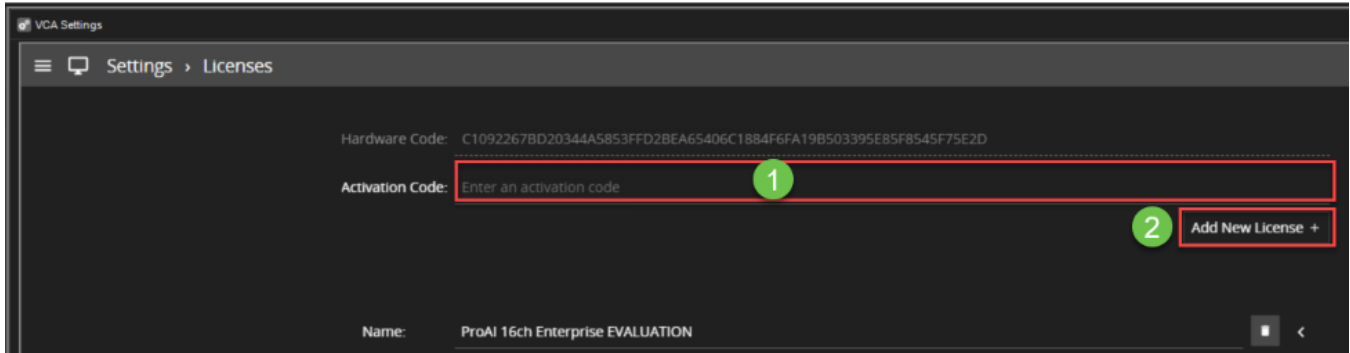 VCA Settings
Settings › Licenses
Hardware Code: C1092267BD20344A5853FFD2BEA65406C1884F6FA19B503395E85F8545F75E2D
Activation Code: Enter an activation code
1
2 Add New License +
Name: ProAI 16ch Enterprise EVALUATION